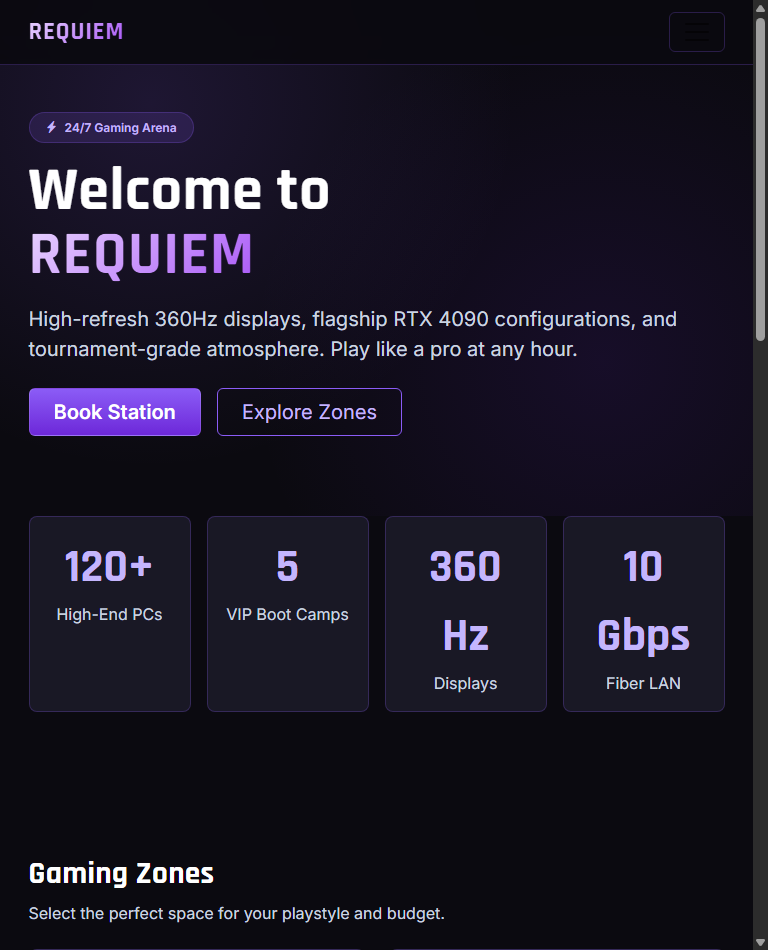 REQUIEM
24/7 Gaming Arena
Welcome to
REQUIEM
High-refresh 360Hz displays, flagship RTX 4090 configurations, and
tournament-grade atmosphere. Play like a pro at any hour.
Book Station
Explore Zones
120+
High-End PCs
5
VIP Boot Camps
360
Hz
Displays
10
Gbps
Fiber LAN
Gaming Zones
Select the perfect space for your playstyle and budget.